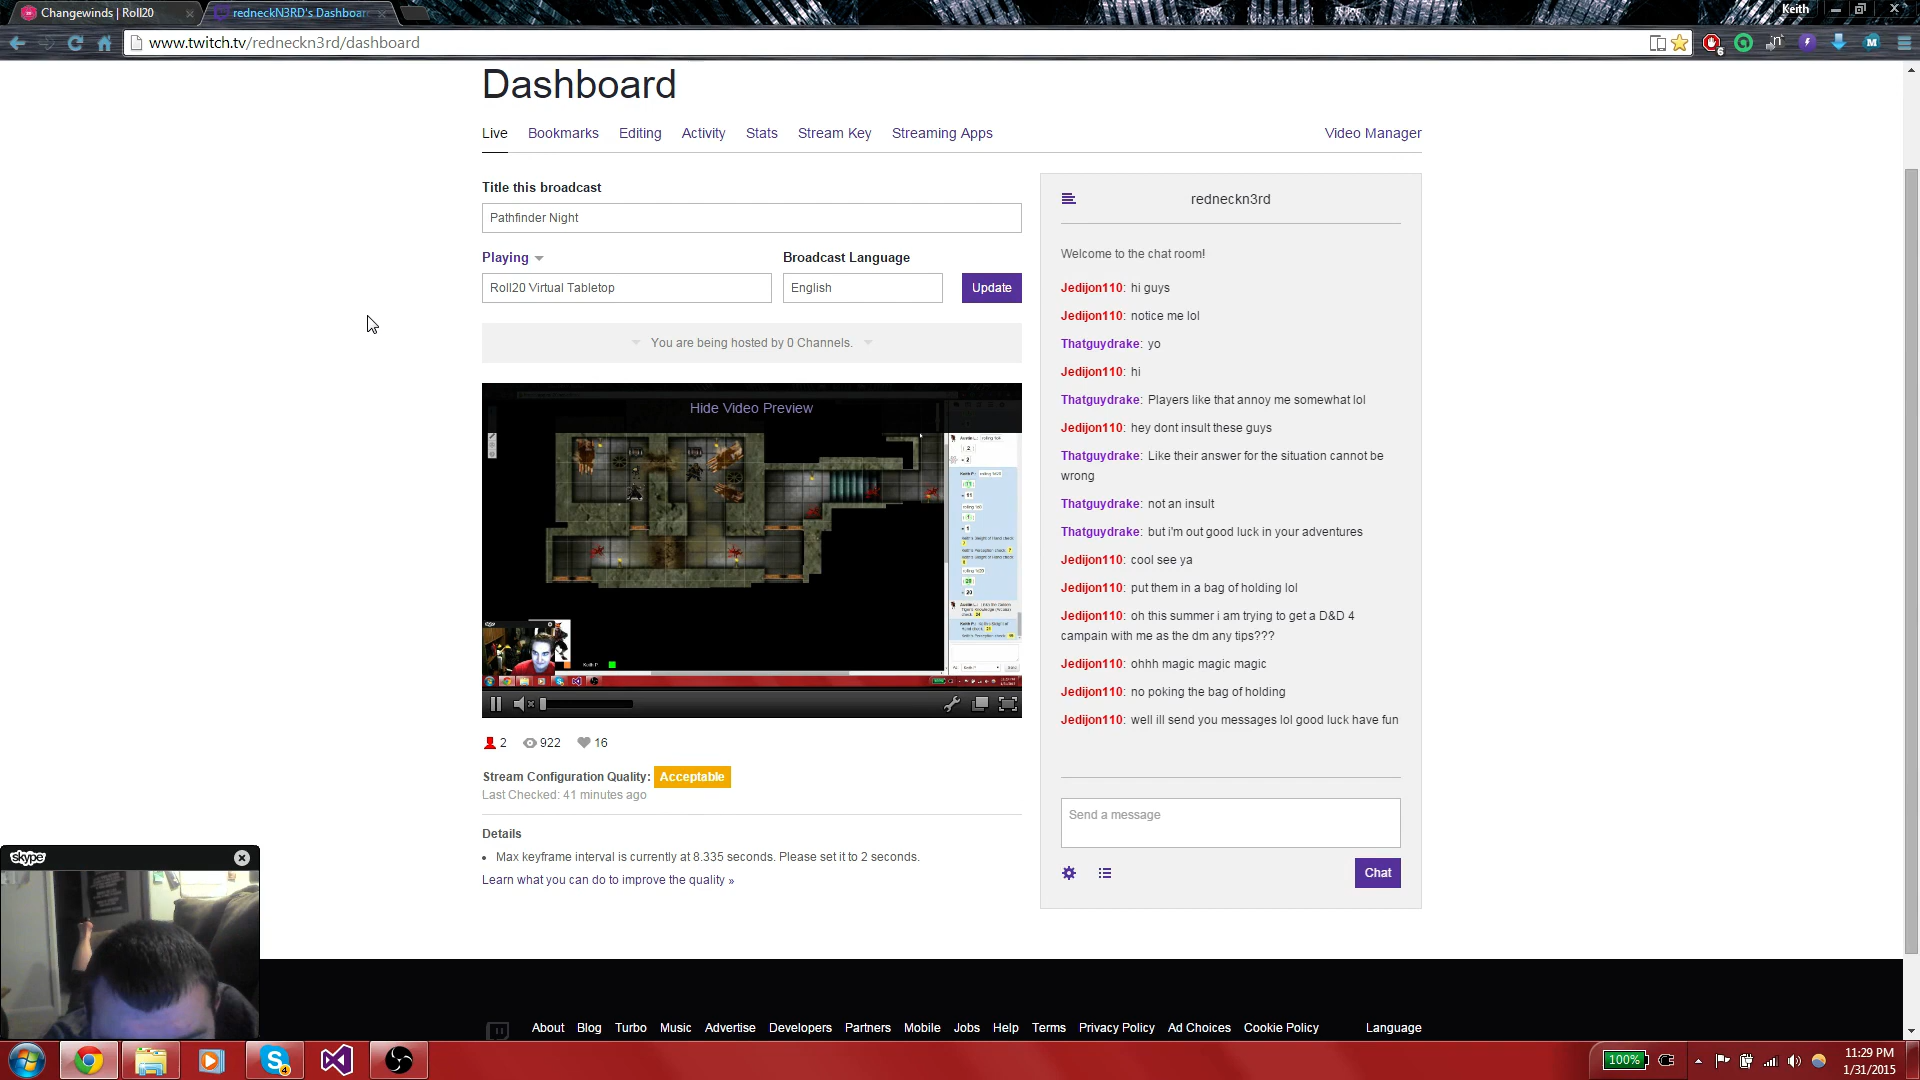 Changewinds | Roll20
redneckN3RD's Dashboar
Keith
www.twitch.tv/redneckn3rd/dashboard
6
Dashboard
Live
Bookmarks
Editing
Activity
Stats
Stream Key
Streaming Apps
Video Manager
Title this broadcast
Pathfinder Night
Playing
Broadcast Language
Roll20 Virtual Tabletop
English
Update
You are being hosted by 0 Channels.
Hide Video Preview
Keith P
2
922
16
Stream Configuration Quality: Acceptable
Last Checked: 41 minutes ago
Details
Max keyframe interval is currently at 8.335 seconds. Please set it to 2 seconds.
Learn what you can do to improve the quality »
redneckn3rd
Welcome to the chat room!
Jedijon110: hi guys
Jedijon110: notice me lol
Thatguydrake: yo
Jedijon110: hi
Thatguydrake: Players like that annoy me somewhat lol
Jedijon110: hey dont insult these guys
Thatguydrake: Like their answer for the situation cannot be
wrong
Thatguydrake: not an insult
Thatguydrake: but i'm out good luck in your adventures
Jedijon110: cool see ya
Jedijon110: put them in a bag of holding lol
Jedijon110: oh this summer i am trying to get a D&D 4
campain with me as the dm any tips???
Jedijon110: ohhh magic magic magic
Jedijon110: no poking the bag of holding
Jedijon110: well ill send you messages lol good luck have fun
Send a message
Chat
skype
About
Blog
Turbo
Music
Advertise
Developers
Partners
Mobile
Jobs
Help
Terms
Privacy Policy
Ad Choices
Cookie Policy
Language
4
100%
11:29 PM
1/31/2015